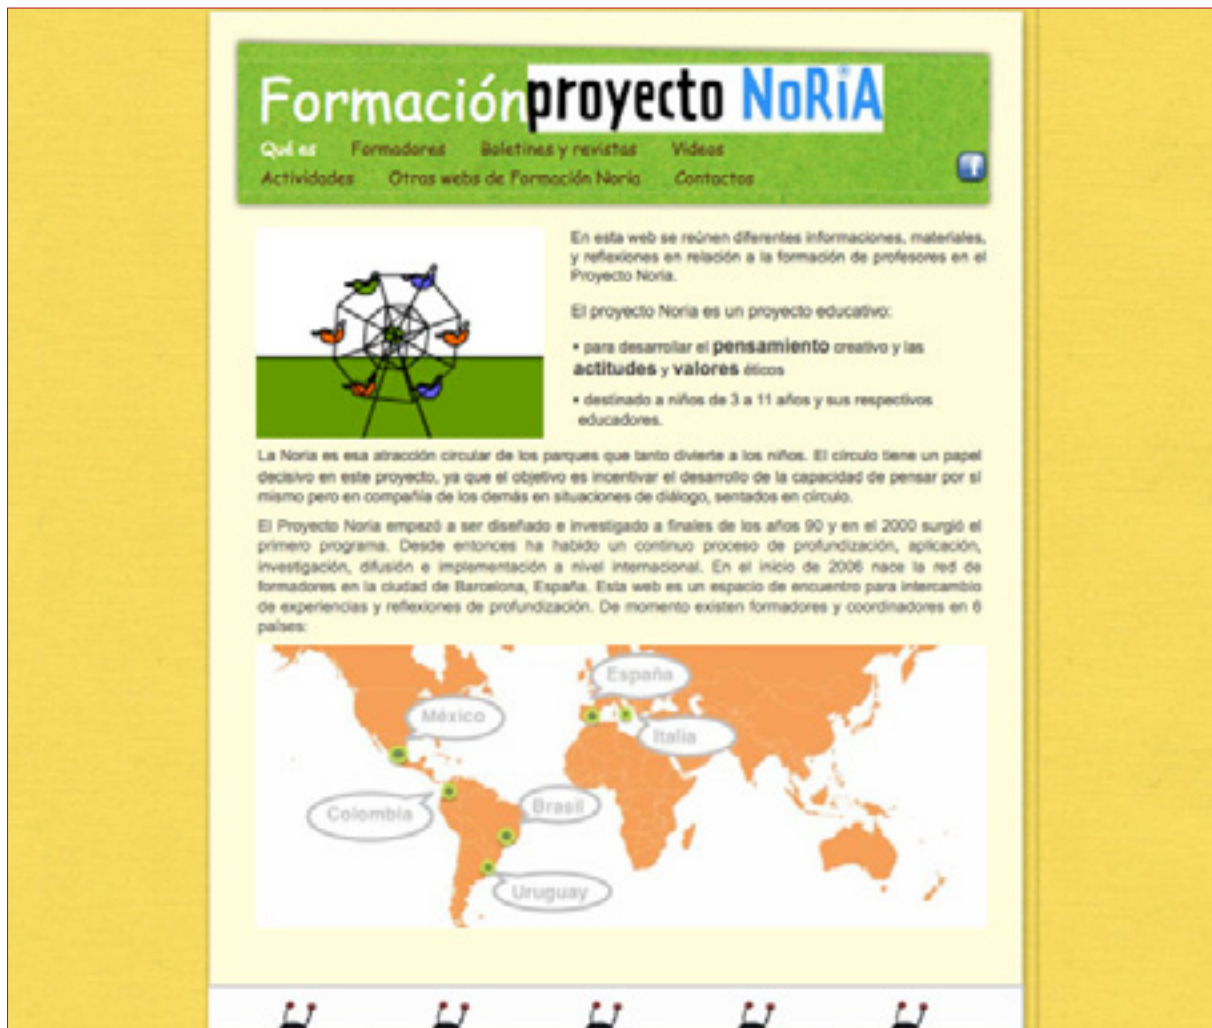 Formación proyecto NoRiA
Qué es Formadores Boletines y revistas Videos
Actividades Otras webs de Formación Noria Contactos
f
En esta web se reúnen diferentes informaciones, materiales,
y reflexiones en relación a la formación de profesores en el
Proyecto Noria.
El proyecto Noria es un proyecto educativo:
• para desarrollar el pensamiento creativo y las
actitudes y valores éticos
• destinado a niños de 3 a 11 años y sus respectivos
educadores.
La Noria es esa atracción circular de los parques que tanto divierte a los niños. El círculo tiene un papel
decisivo en este proyecto, ya que el objetivo es incentivar el desarrollo de la capacidad de pensar por sí
mismo pero en compañía de los demás en situaciones de diálogo, sentados en círculo.
El Proyecto Noria empezó a ser diseñado e investigado a finales de los años 90 y en el 2000 surgió el
primero programa. Desde entonces ha habido un continuo proceso de profundización, aplicación,
investigación, difusión e implementación a nivel internacional. En el inicio de 2006 nace la red de
formadores en la ciudad de Barcelona, España. Esta web es un espacio de encuentro para intercambio
de experiencias y reflexiones de profundización. De momento existen formadores y coordinadores en 6
países:
España
México
Italia
Colombia
Brasil
Uruguay